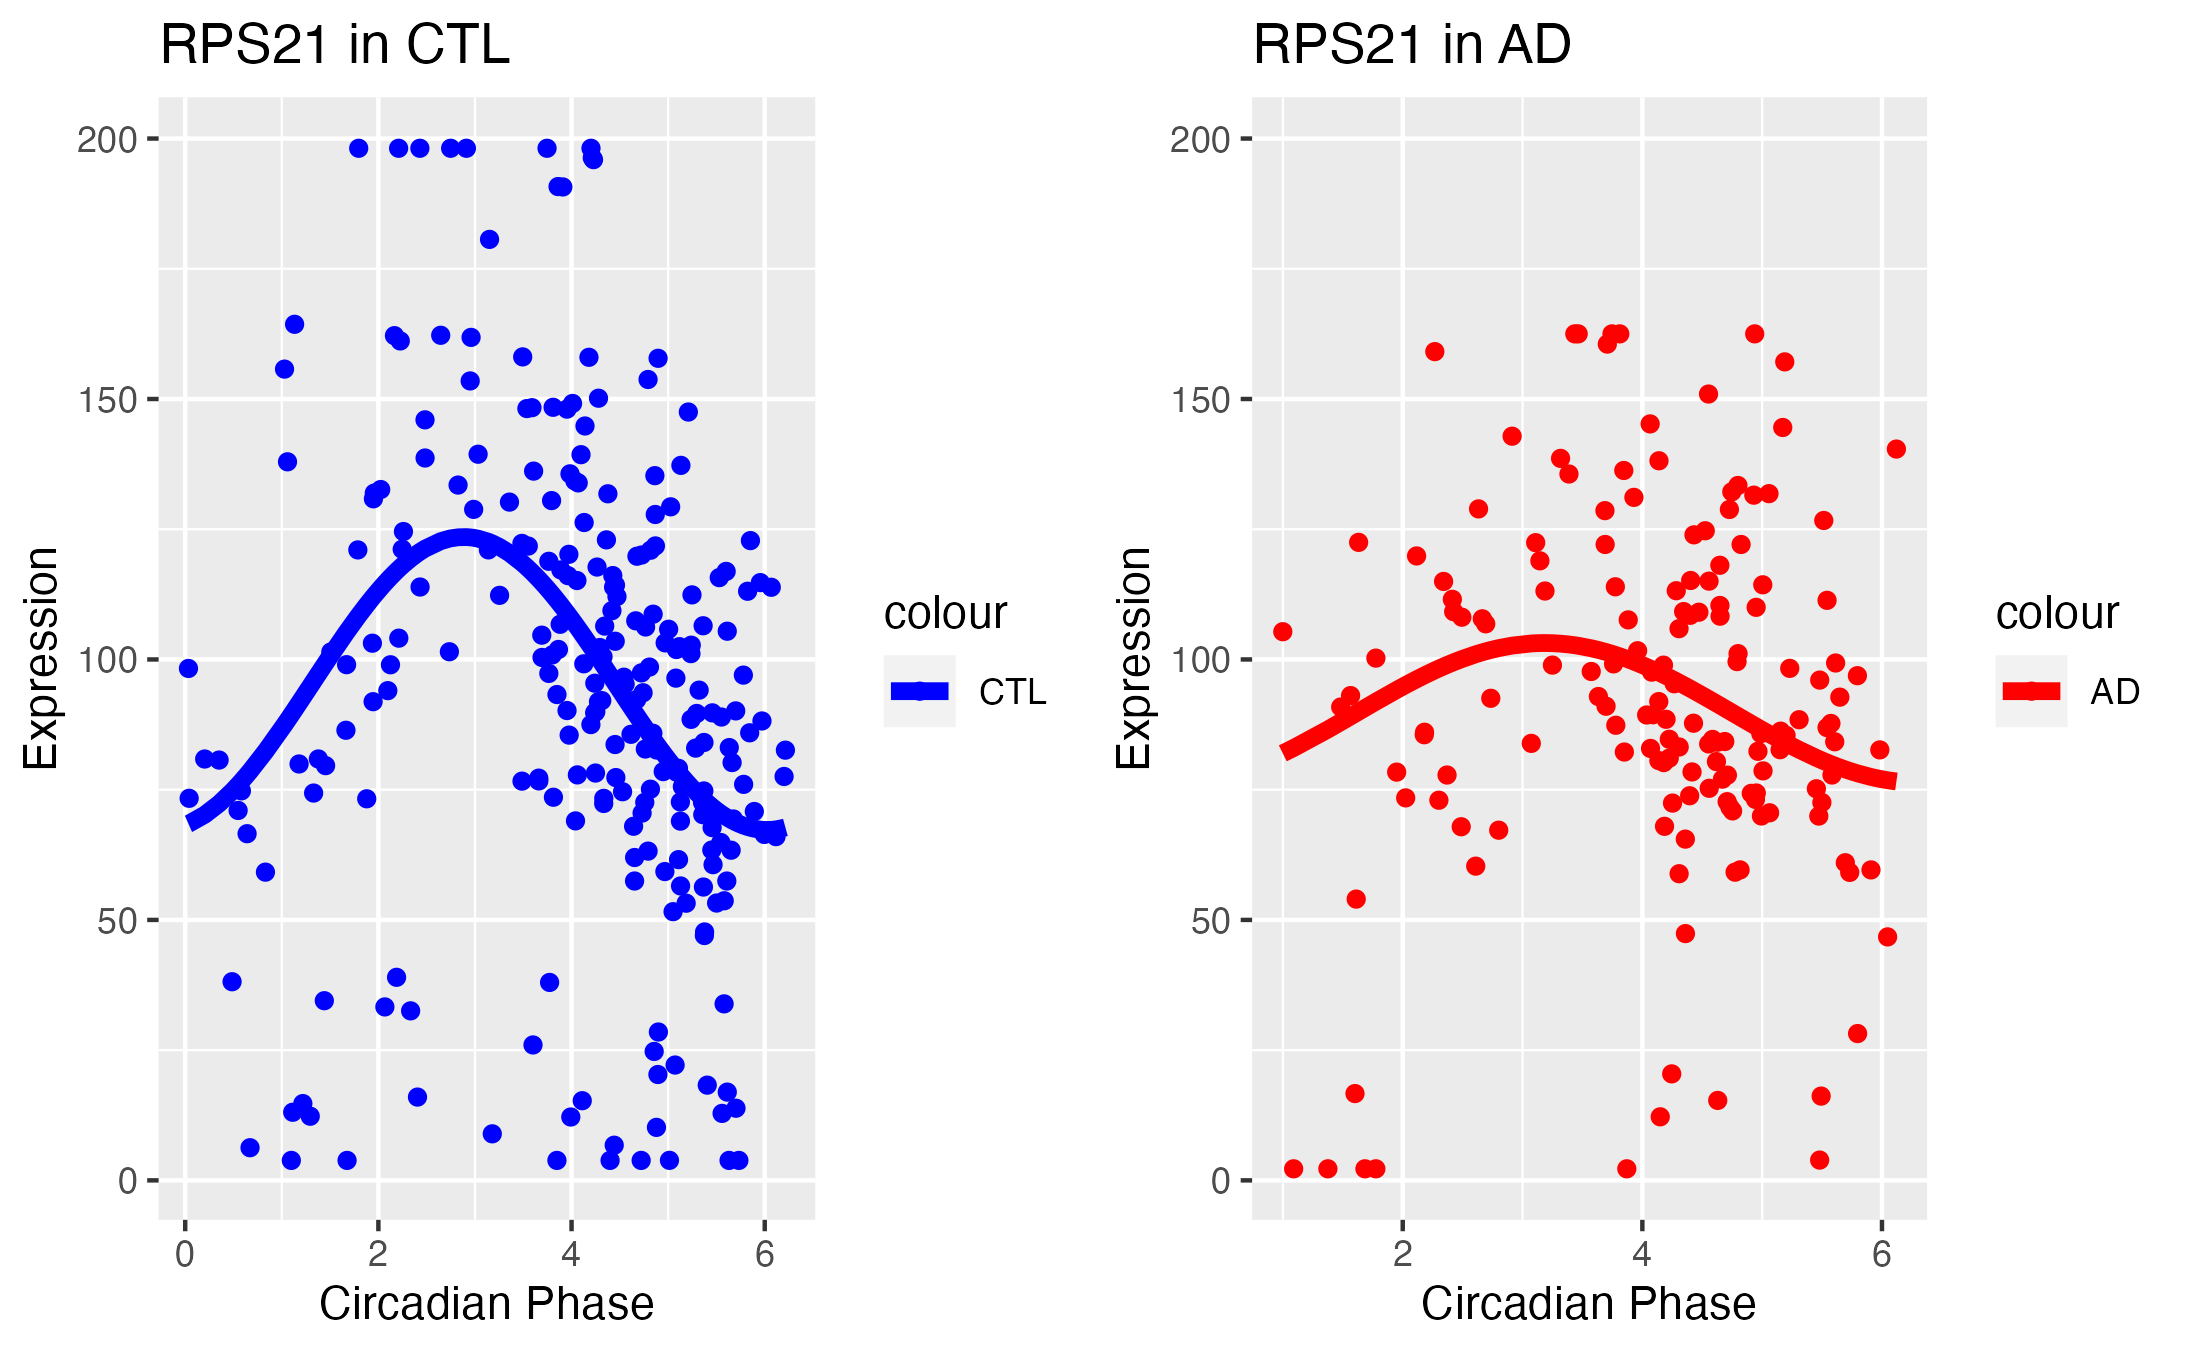 RPS21 in CTL
200
150
100
50
0
Expression
0 2 4 6
Circadian Phase
colour
CTL
RPS21 in AD
200
150
100
50
0
Expression
2 4 6
Circadian Phase
colour
AD